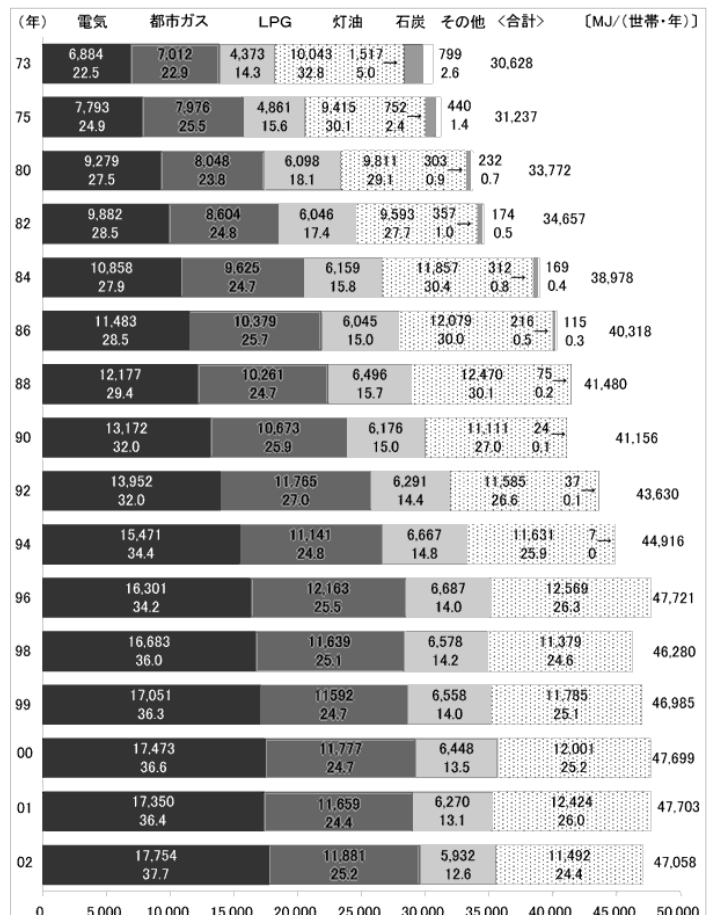 (年) 電気 都市ガス LPG 灯油 石炭 その他 <合計> 〔MJ/(世帯・年)〕
73 6,884 7,012 4,373 10,043 1,517→ 799 30,628
22.5 22.9 14.3 32.8 5.0 2.6
75 7,793 7,976 4,861 9,415 752→ 440 31,237
24.9 25.5 15.6 30.1 2.4 1.4
80 9,279 8,048 6,098 9,811 303→ 232 33,772
27.5 23.8 18.1 29.1 0.9 0.7
82 9,882 8,604 6,046 9,593 357→ 174 34,657
28.5 24.8 17.4 27.7 1.0 0.5
84 10,858 9,625 6,159 11,857 312→ 169 38,978
27.9 24.7 15.8 30.4 0.8 0.4
86 11,483 10,379 6,045 12,079 216→ 115 40,318
28.5 25.7 15.0 30.0 0.5 0.3
88 12,177 10,261 6,496 12,470 75→ 41,480
29.4 24.7 15.7 30.1 0.2
90 13,172 10,673 6,176 11,111 24→ 41,156
32.0 25.9 15.0 27.0 0.1
92 13,952 11,765 6,291 11,585 37→ 43,630
32.0 27.0 14.4 26.6 0.1
94 15,471 11,141 6,667 11,631 7→ 44,916
34.4 24.8 14.8 25.9 0
96 16,301 12,163 6,687 12,569 47,721
34.2 25.5 14.0 26.3
98 16,683 11,639 6,578 11,379 46,280
36.0 25.1 14.2 24.6
99 17,051 11592 6,558 11,785 46,985
36.3 24.7 14.0 25.1
00 17,473 11,777 6,448 12,001 47,699
36.6 24.7 13.5 25.2
01 17,350 11,659 6,270 12,424 47,703
36.4 24.4 13.1 26.0
02 17,754 11,881 5,932 11,492 47,058
37.7 25.2 12.6 24.4
0 5,000 10,000 15,000 20,000 25,000 30,000 35,000 40,000 45,000 50,000